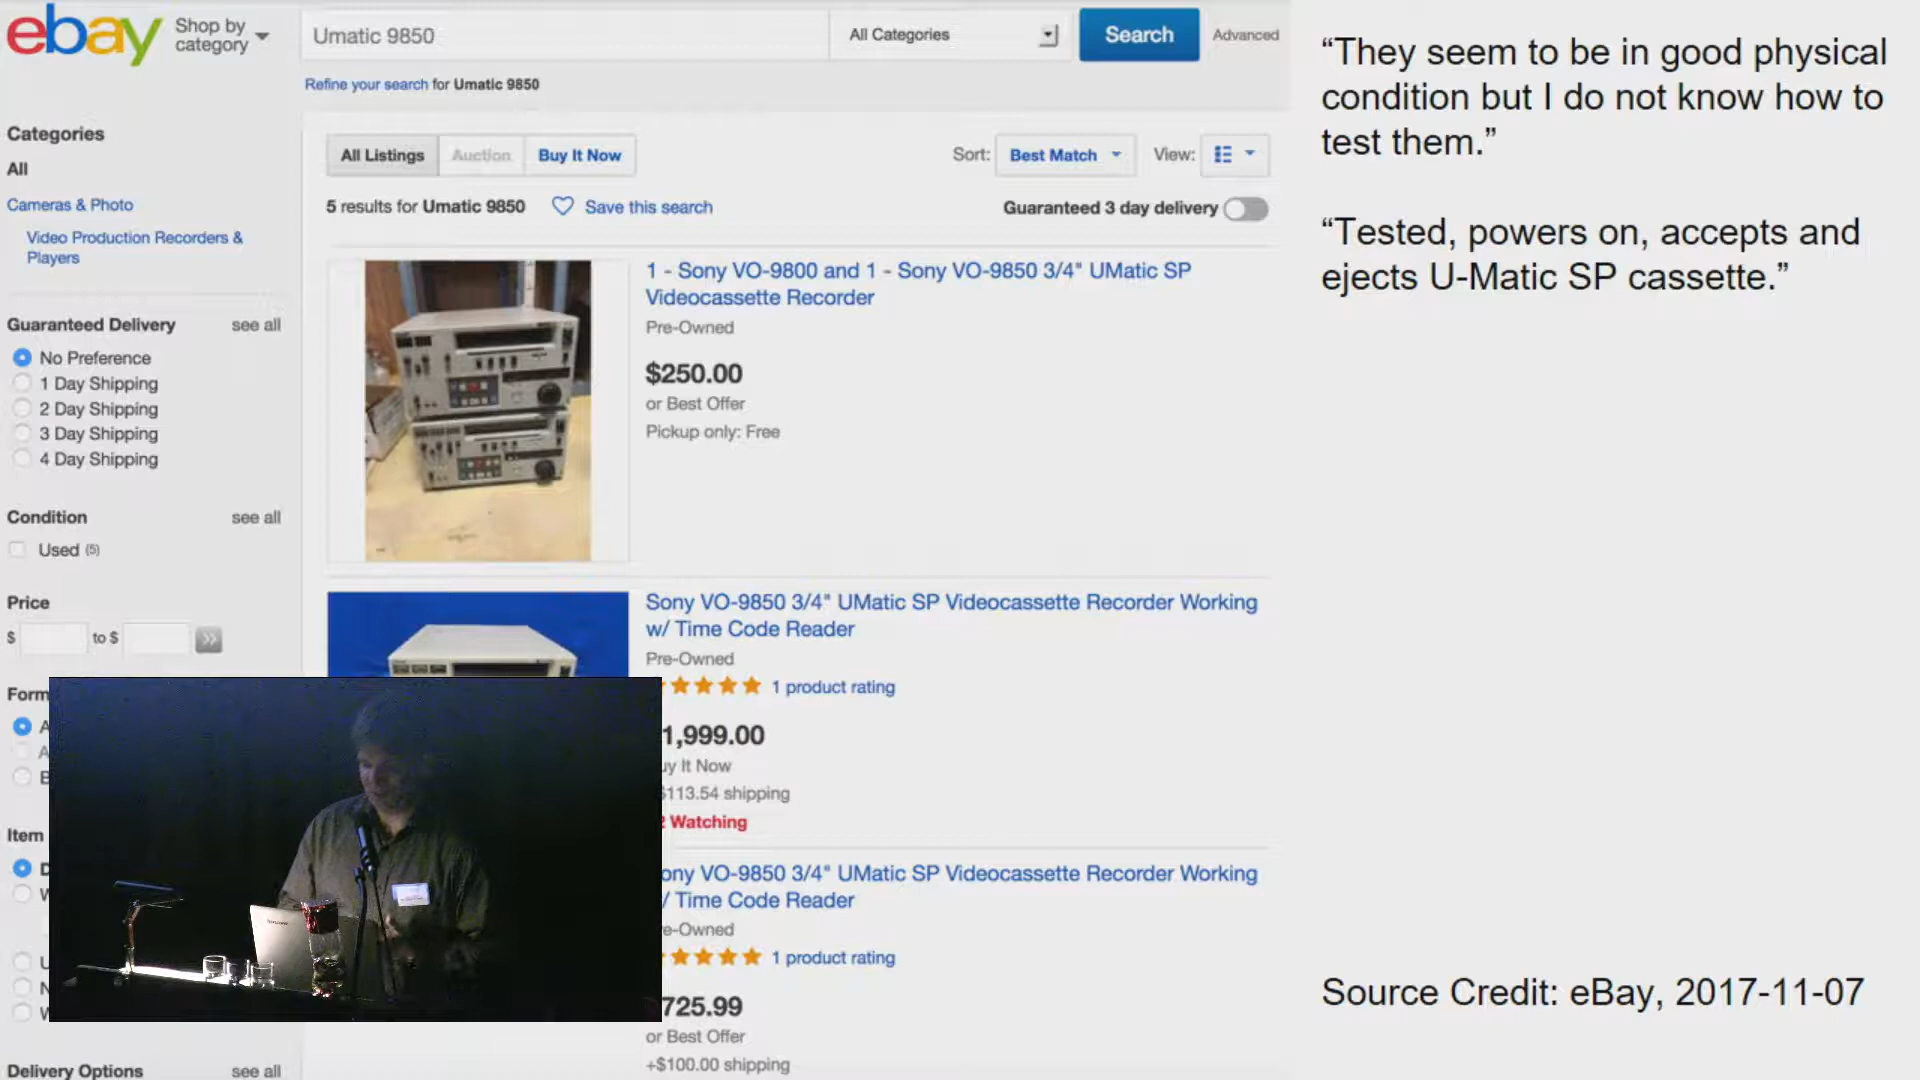 ebay
Shop by
category
Umatic 9850
All Categories
Search
Advanced
Refine your search for Umatic 9850
Categories
All
Cameras & Photo
Video Production Recorders &
Players
Guaranteed Delivery see all
No Preference
1 Day Shipping
2 Day Shipping
3 Day Shipping
4 Day Shipping
Condition see all
Used (5)
Price
$ to $
Form
A
A
B
Item
D
W
U
N
W
Delivery Options see all
All Listings Auction Buy It Now
Sort: Best Match View:
5 results for Umatic 9850 Save this search
Guaranteed 3 day delivery
1 - Sony VO-9800 and 1 - Sony VO-9850 3/4" UMatic SP
Videocassette Recorder
Pre-Owned
$250.00
or Best Offer
Pickup only: Free
Sony VO-9850 3/4" UMatic SP Videocassette Recorder Working
w/ Time Code Reader
Pre-Owned
1 product rating
1,999.00
uy It Now
$113.54 shipping
2 Watching
ony VO-9850 3/4" UMatic SP Videocassette Recorder Working
/ Time Code Reader
re-Owned
1 product rating
725.99
or Best Offer
+$100.00 shipping
“They seem to be in good physical
condition but I do not know how to
test them.”
“Tested, powers on, accepts and
ejects U-Matic SP cassette.”
Source Credit: eBay, 2017-11-07